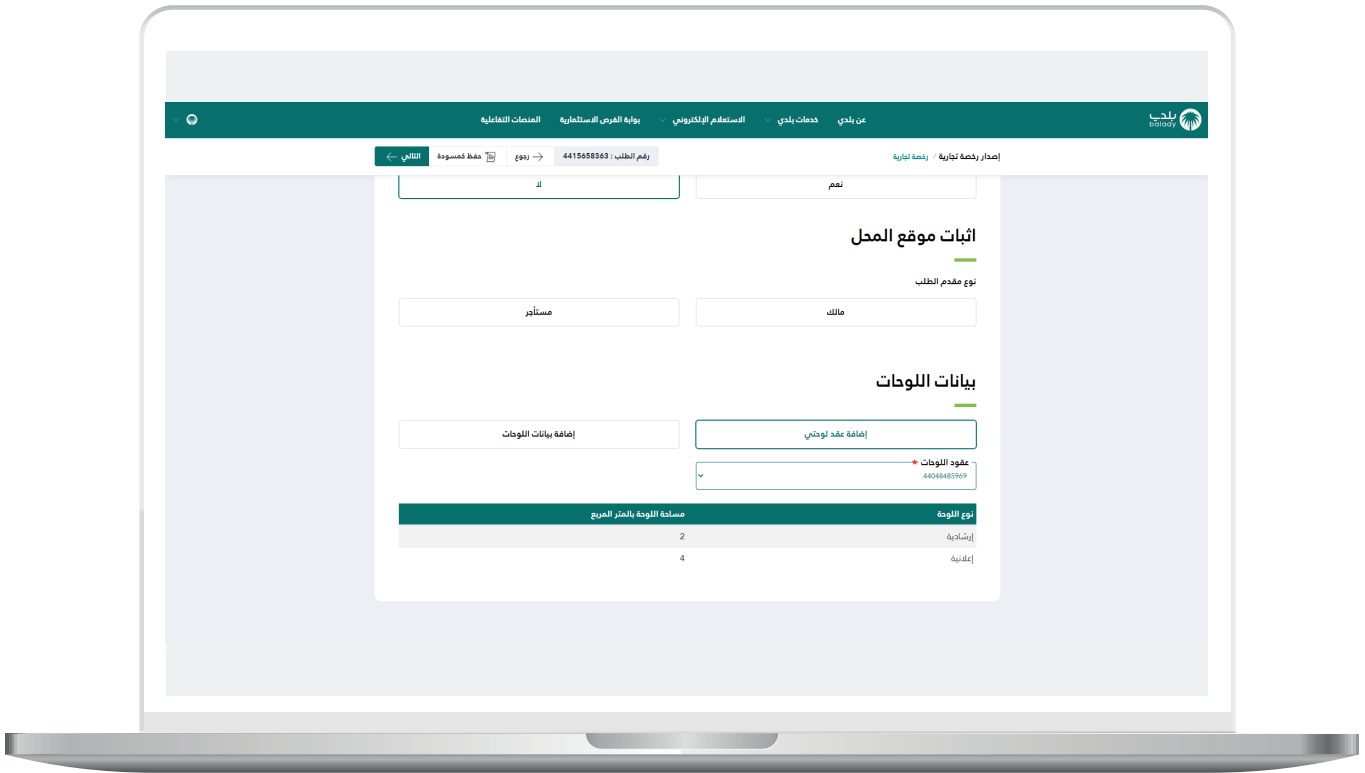 بلدي
balady
عن بلدي
خدمات بلدي
الاستعلام الإلكتروني
بوابة الفرص الاستثمارية
المنصات التفاعلية
إصدار رخصة تجارية / رخصة تجارية
رقم الطلب : 4415658363
رجوع
حفظ كمسودة
التالي
نعم
لا
اثبات موقع المحل
نوع مقدم الطلب
مالك
مستأجر
بيانات اللوحات
إضافة عقد لوحتي
إضافة بيانات اللوحات
عقود اللوحات *
44048485969
نوع اللوحة
مساحة اللوحة بالمتر المربع
إرشادية
2
إعلانية
4